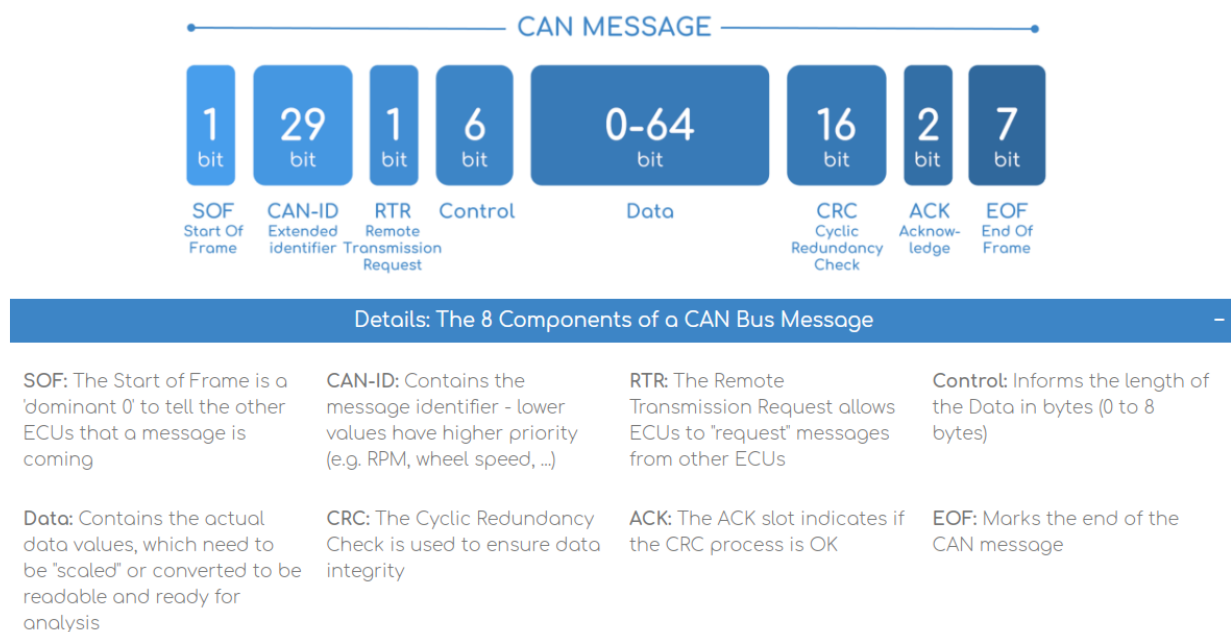 CAN MESSAGE
1 29 1 6 0-64 16 2 7
bit bit bit bit bit bit bit bit
SOF CAN-ID RTR Control Data CRC ACK EOF
Start Of Extended Remote Cyclic Acknow- End Of
Frame identifier Transmission Redundancy ledge Frame
Request Check
Details: The 8 Components of a CAN Bus Message –
SOF: The Start of Frame is a
'dominant 0' to tell the other
ECUs that a message is
coming
CAN-ID: Contains the
message identifier - lower
values have higher priority
(e.g. RPM, wheel speed, ...)
RTR: The Remote
Transmission Request allows
ECUs to "request" messages
from other ECUs
Control: Informs the length of
the Data in bytes (0 to 8
bytes)
Data: Contains the actual
data values, which need to
be "scaled" or converted to be
readable and ready for
analysis
CRC: The Cyclic Redundancy
Check is used to ensure data
integrity
ACK: The ACK slot indicates if
the CRC process is OK
EOF: Marks the end of the
CAN message